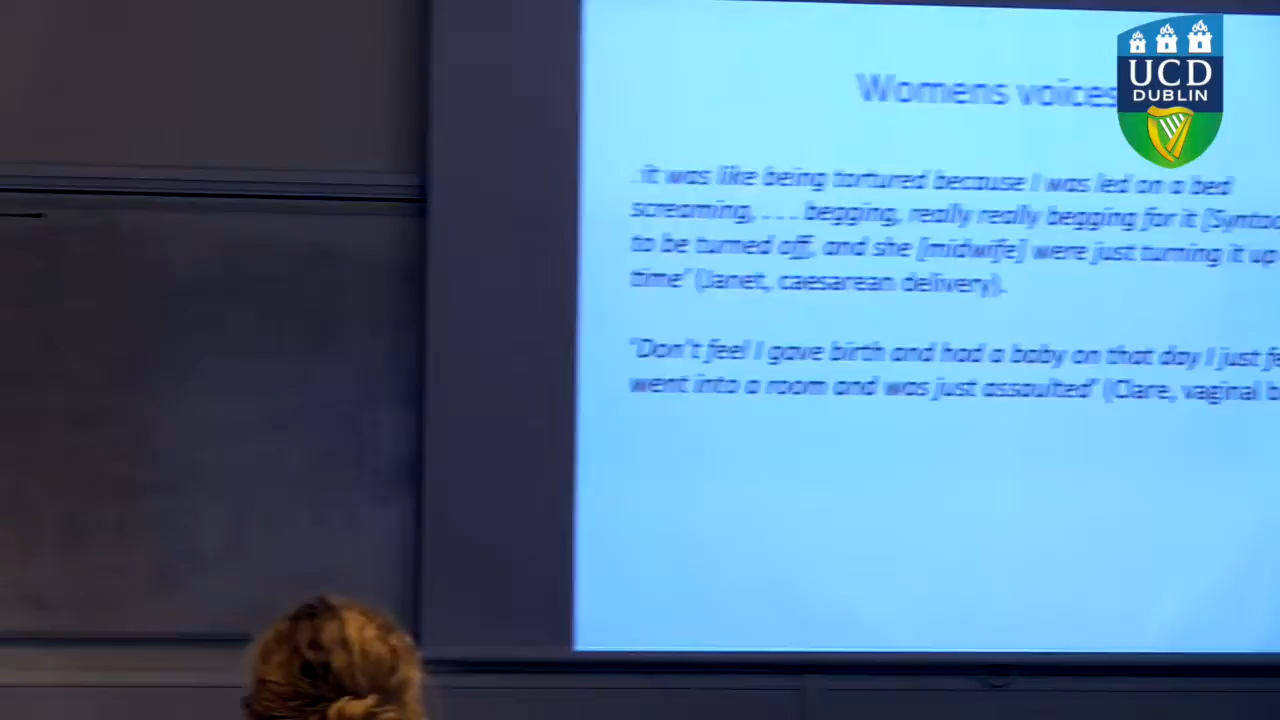 Womens voices
UCD
DUBLIN
.it was like being tortured because I was led on a bed
screaming, . . . begging, really really begging for it [Syntoc
to be turned off, and she [midwife] were just turning it up
time' (Janet, caesarean delivery).
'Don't feel I gave birth and had a baby on that day I just fe
went into a room and was just assaulted' (Clare, vaginal b